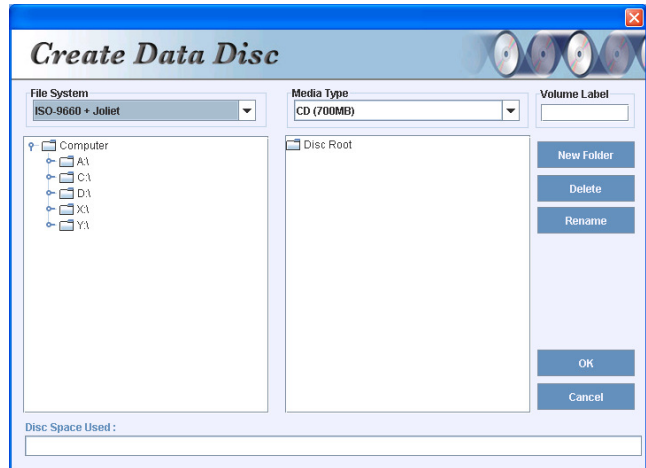 Create Data Disc
File System
Media Type
Volume Label
ISO-9660 + Joliet
CD (700MB)
Computer
A:\
C:\
D:\
X:\
Y:\
Disc Root
New Folder
Delete
Rename
OK
Cancel
Disc Space Used :